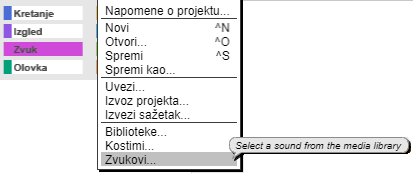 Kretanje
Izgled
Zvuk
Olovka
Napomene o projektu...
Novi ^N
Otvori... ^O
Spremi ^S
Spremi kao...
Uvezi...
Izvoz projekta...
Izvezi sažetak...
Biblioteke...
Kostimi...
Zvukovi...
Select a sound from the media library